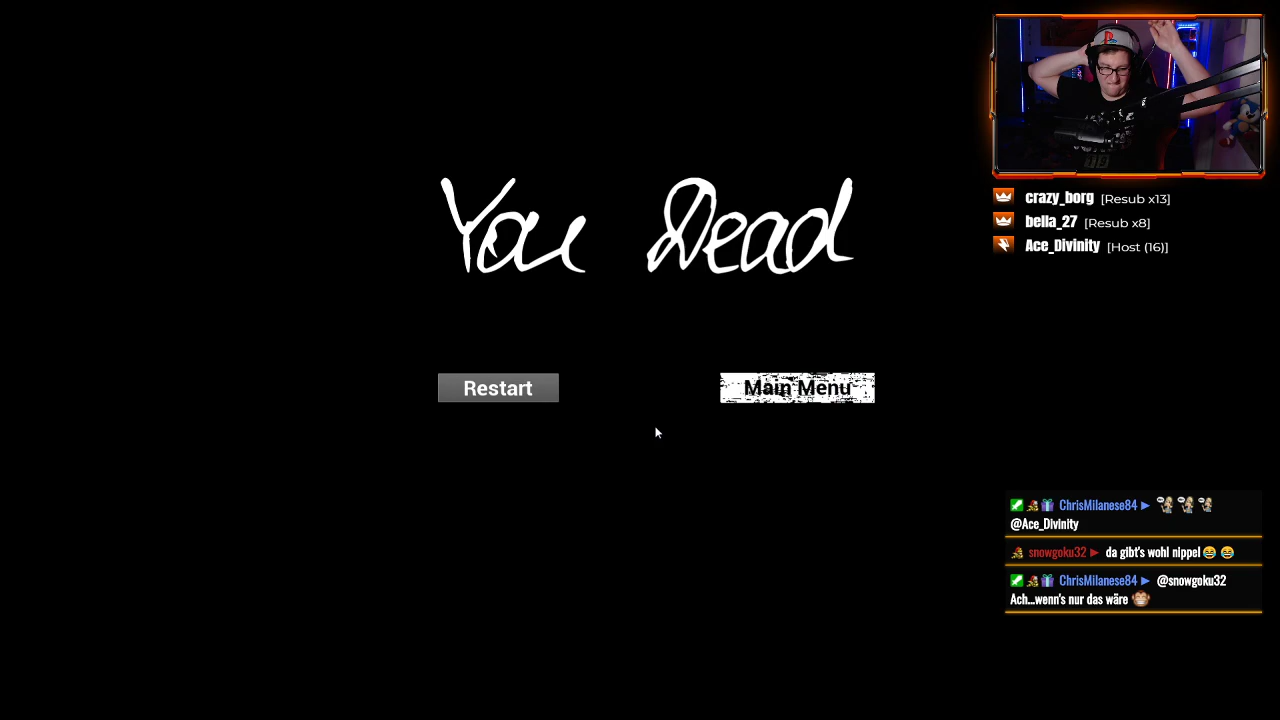 You Dead
Restart
Main Menu
crazy_borg [Resub x13]
bella_27 [Resub x8]
Ace_Divinity [Host (16)]
ChrisMilanese84
@Ace_Divinity
snowgoku32 da gibt's wohl nippel 😂 😂
ChrisMilanese84 @snowgoku32
Ach...wenn's nur das wäre 🐵